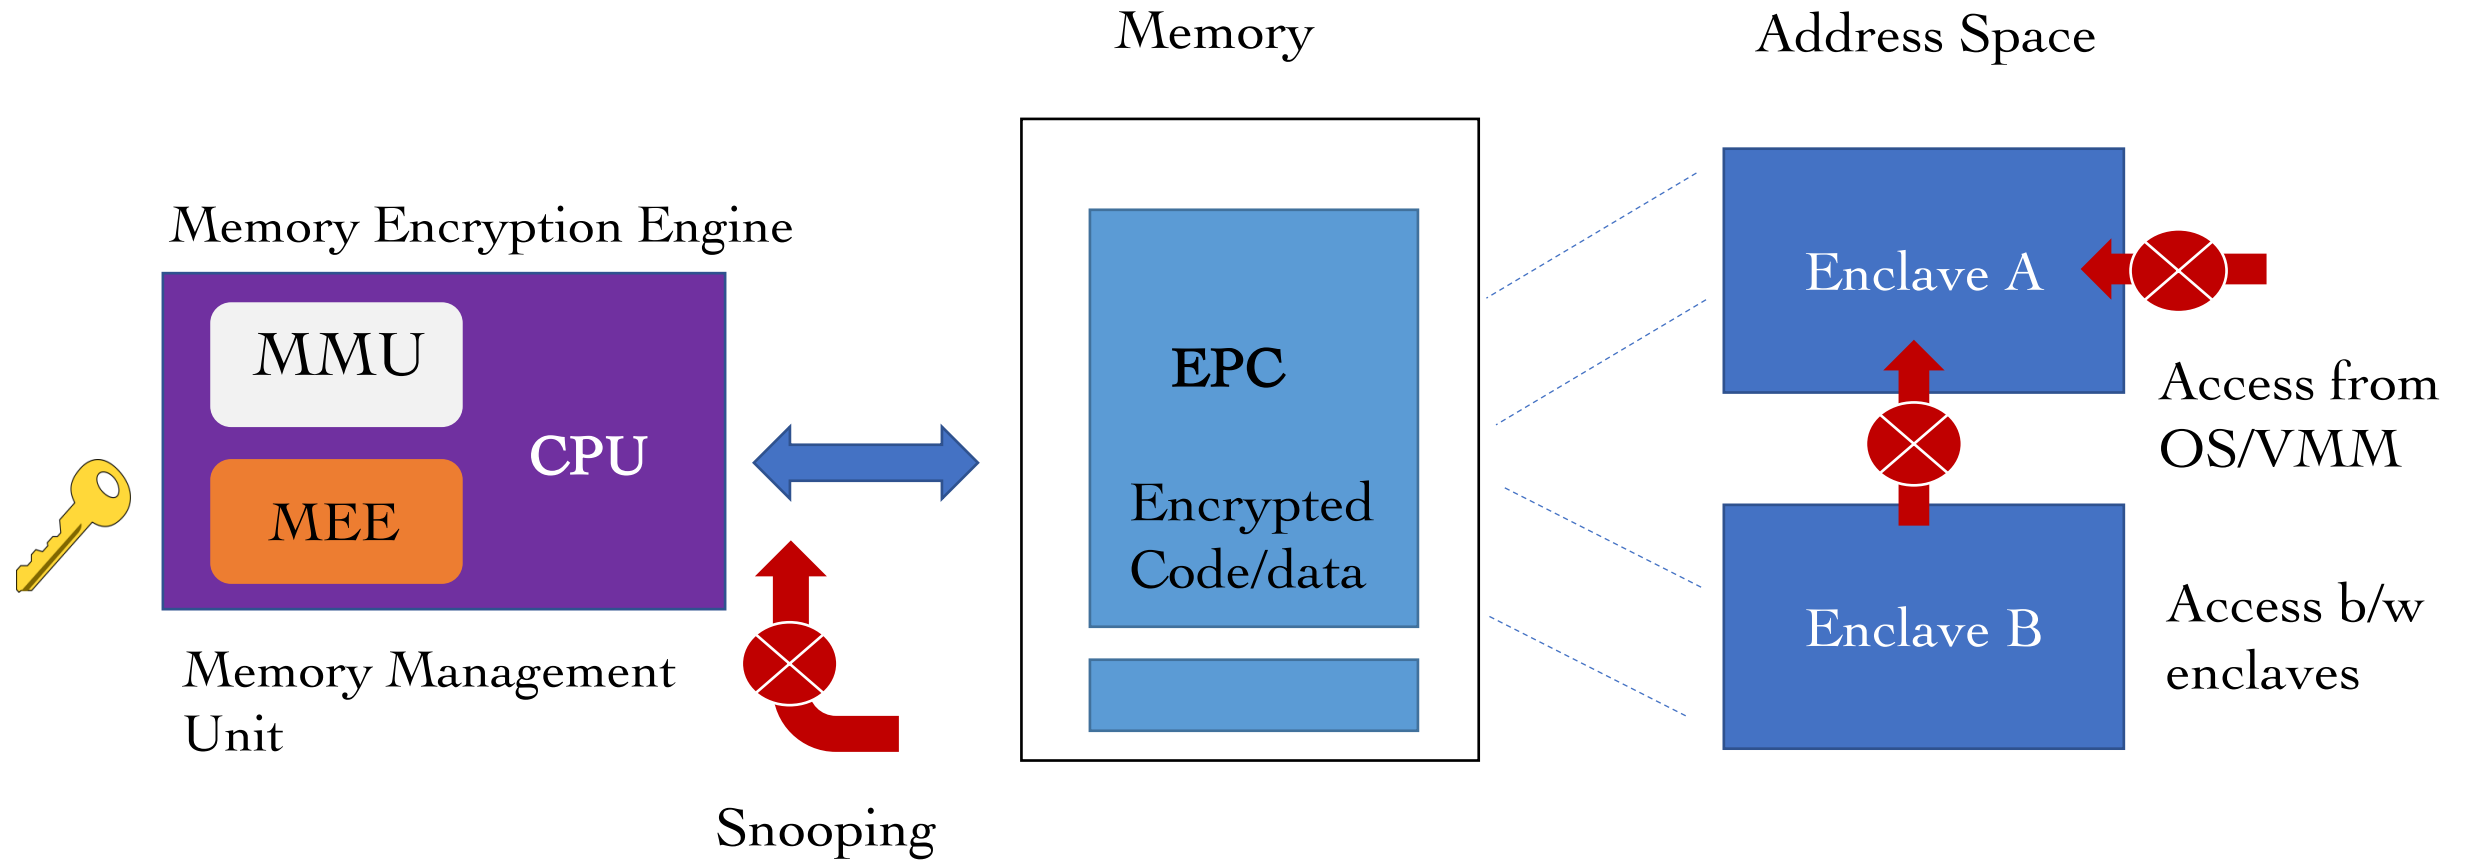 Memory
Address Space
Memory Encryption Engine
MMU
CPU
MEE
Memory Management
Unit
Snooping
EPC
Encrypted
Code/data
Enclave A
Access from
OS/VMM
Enclave B
Access b/w
enclaves